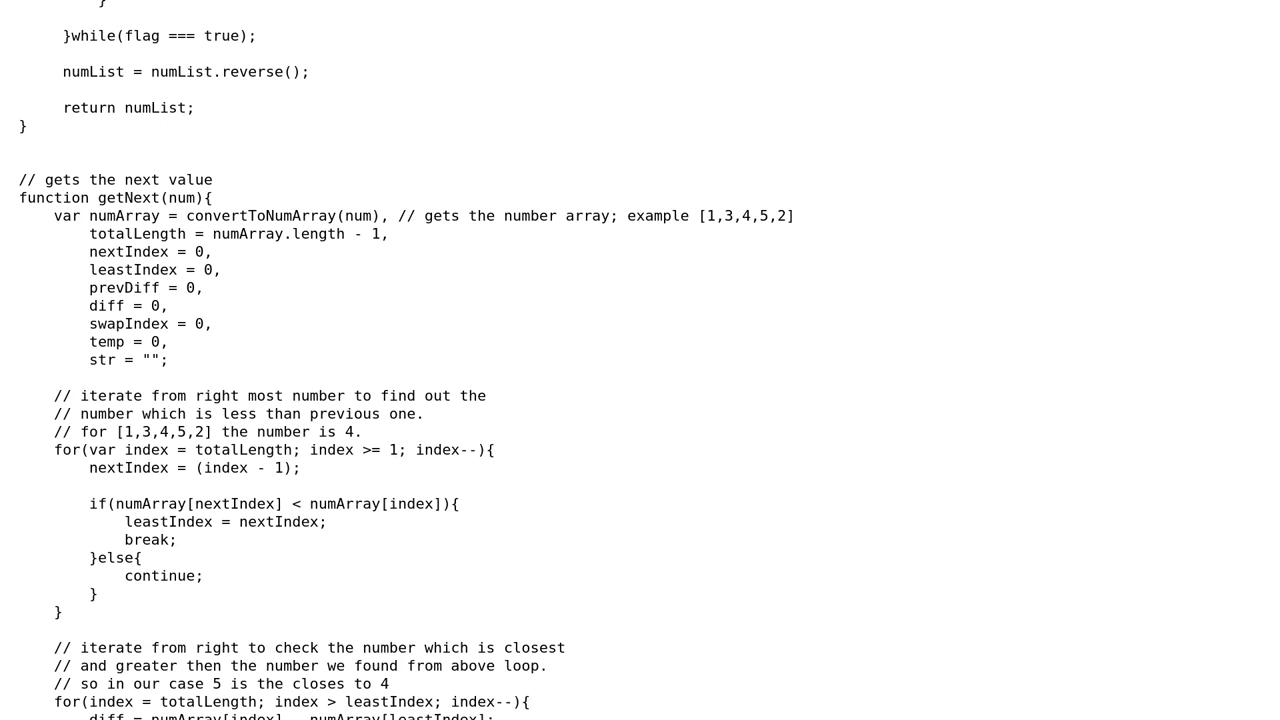 }
}while(flag === true);
numList = numList.reverse();
return numList;
}
// gets the next value
function getNext(num){
var numArray = convertToNumArray(num), // gets the number array; example [1,3,4,5,2]
totalLength = numArray.length - 1,
nextIndex = 0,
leastIndex = 0,
prevDiff = 0,
diff = 0,
swapIndex = 0,
temp = 0,
str = "";
// iterate from right most number to find out the
// number which is less than previous one.
// for [1,3,4,5,2] the number is 4.
for(var index = totalLength; index >= 1; index--){
nextIndex = (index - 1);
if(numArray[nextIndex] < numArray[index]){
leastIndex = nextIndex;
break;
}else{
continue;
}
}
// iterate from right to check the number which is closest
// and greater then the number we found from above loop.
// so in our case 5 is the closes to 4
for(index = totalLength; index > leastIndex; index--){
diff = numArray[index] - numArray[leastIndex];